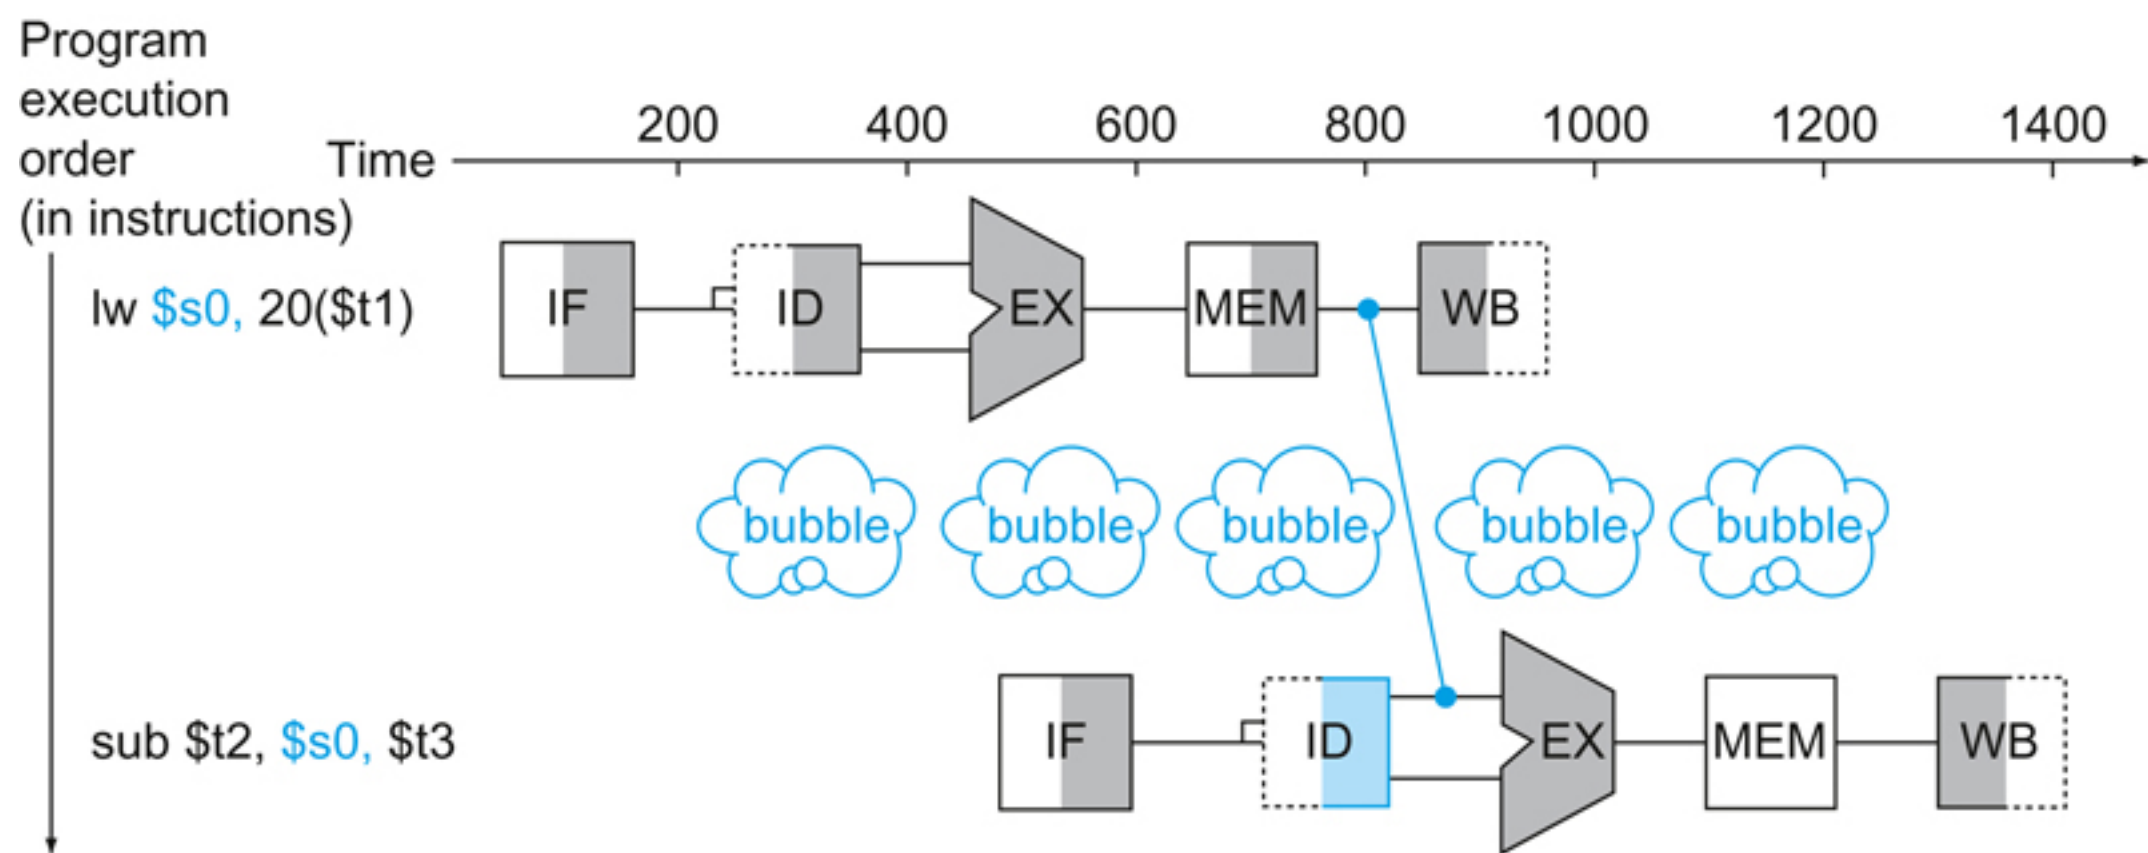 Program
execution
order
(in instructions)
Time
200 400 600 800 1000 1200 1400
lw $s0, 20($t1)
IF ID EX MEM WB
bubble bubble bubble bubble bubble
sub $t2, $s0, $t3
IF ID EX MEM WB